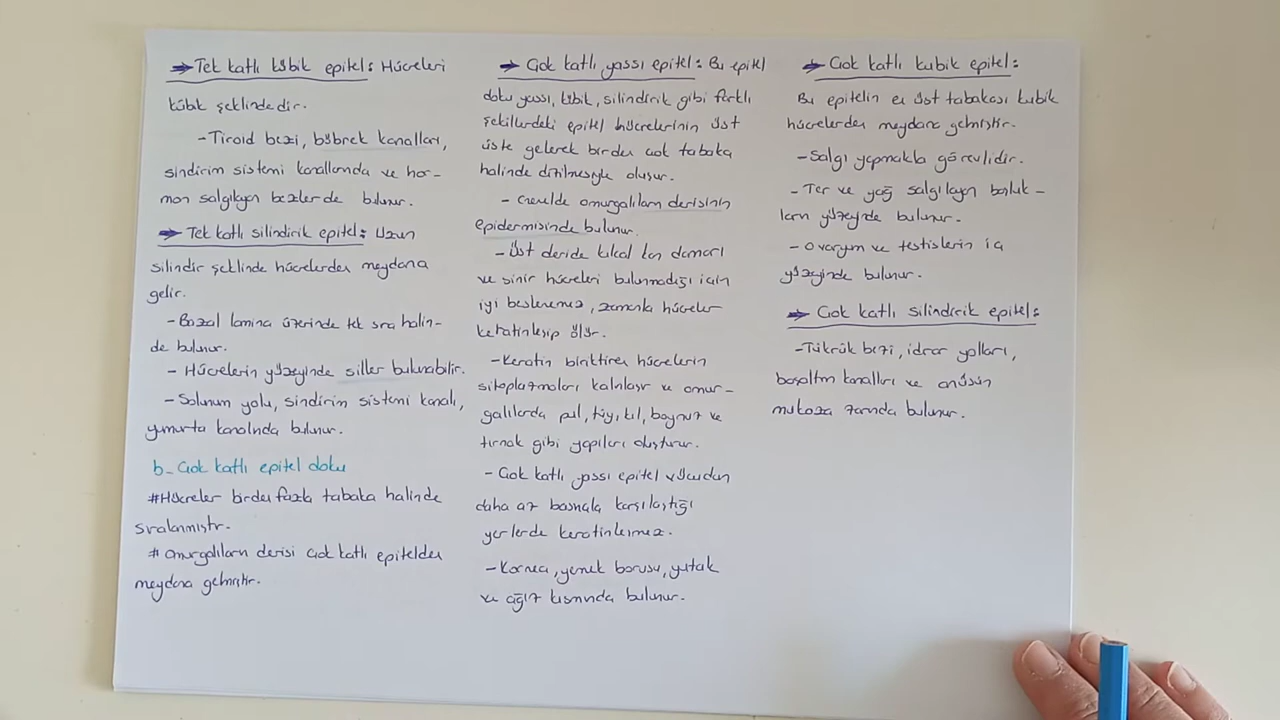 → Tek katlı kübik epitel: Hücreleri
kübik şeklindedir.
- Tiroid bezi, böbrek kanalları,
sindirim sistemi kanallarında ve hor-
mon salgılayan bezlerde bulunur.
→ Tek katlı silindirik epitel: Uzun
silindir şeklinde hücrelerden meydana
gelir.
- Bazal lamina üzerinde tek sıra halin-
de bulunur.
- Hücrelerin yüzeyinde siller bulunabilir.
- Solunum yolu, sindirim sistemi kanalı,
yumurta kanalında bulunur.
b- Çok katlı epitel doku
# Hücreler birden fazla tabaka halinde
sıralanmıştır.
# Omurgalıların derisi çok katlı epitelden
meydana gelmiştir.
→ Çok katlı yassı epitel: Bu epitel
doku yassı, kübik, silindirik gibi farklı
şekillerdeki epitel hücrelerinin üst
üste gelerek birden çok tabaka
halinde dizilmesiyle oluşur.
- Genelde omurgalıların derisinin
epidermisinde bulunur.
- Üst deride kılcal kan damarı
ve sinir hücreleri bulunmadığı için
iyi beslenemez, zamanla hücreler
keratinleşip ölür.
- Keratin biriktiren hücrelerin
sitoplazmaları kalınlaşır ve omur-
galılarda pul, tüy, kıl, boynuz ve
tırnak gibi yapıları oluşturur.
- Çok katlı yassı epitel vücudun
daha az basınçla karşılaştığı
yerlerde keratinleşmez.
- Kornea, yemek borusu, yutak
ve ağız kısmında bulunur.
→ Çok katlı kübik epitel:
Bu epitelin en üst tabakası kübik
hücrelerden meydana gelmiştir.
- Salgı yapmakla görevlidir.
- Ter ve yağ salgılayan boşluk-
ların yüzeyinde bulunur.
- Ovaryum ve testislerin iç
yüzeyinde bulunur.
→ Çok katlı silindirik epitel:
- Tükrük bezi, idrar yolları,
boşaltım kanalları ve anüsün
mukoza zarında bulunur.